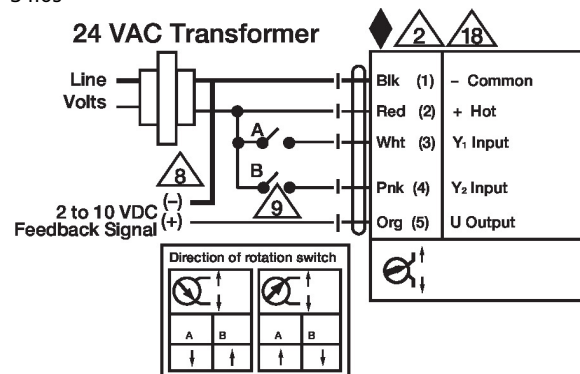 24 VAC Transformer
2
18
Line
Volts
Blk (1) – Common
Red (2) + Hot
A
Wht (3) Y₁ Input
B
8
9
Pnk (4) Y₂ Input
2 to 10 VDC (–)
Feedback Signal (+)
Org (5) U Output
Direction of rotation switch
A B A B